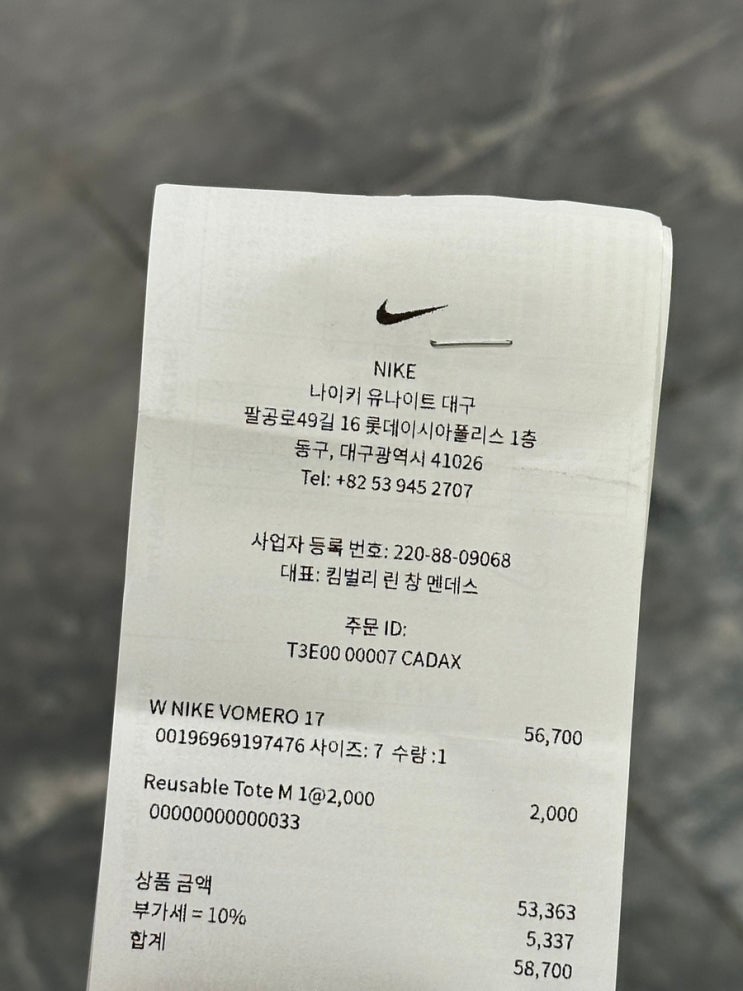 NIKE
나이키 유나이트 대구
팔공로49길 16 롯데이시아폴리스 1층
동구, 대구광역시 41026
Tel: +82 53 945 2707
사업자 등록 번호: 220-88-09068
대표: 킴벌리 린 창 멘데스
주문 ID:
T3E00 00007 CADAX
W NIKE VOMERO 17 56,700
00196969197476 사이즈: 7 수량 :1
Reusable Tote M 1@2,000 2,000
00000000000033
상품 금액 53,363
부가세 = 10% 5,337
합계 58,700